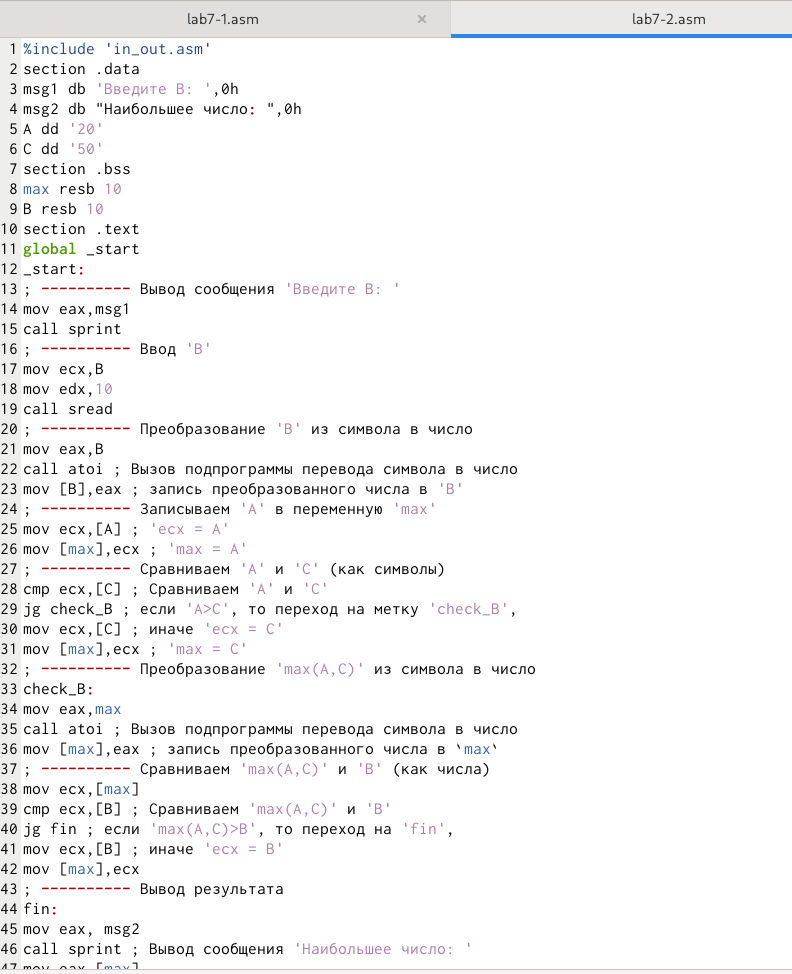 lab7-1.asm × lab7-2.asm
1 %include 'in_out.asm'
2 section .data
3 msg1 db 'Введите B: ',0h
4 msg2 db "Наибольшее число: ",0h
5 A dd '20'
6 C dd '50'
7 section .bss
8 max resb 10
9 B resb 10
10 section .text
11 global _start
12 _start:
13 ; ---------- Вывод сообщения 'Введите B: '
14 mov eax,msg1
15 call sprint
16 ; ---------- Ввод 'B'
17 mov ecx,B
18 mov edx,10
19 call sread
20 ; ---------- Преобразование 'B' из символа в число
21 mov eax,B
22 call atoi ; Вызов подпрограммы перевода символа в число
23 mov [B],eax ; запись преобразованного числа в 'B'
24 ; ---------- Записываем 'A' в переменную 'max'
25 mov ecx,[A] ; 'ecx = A'
26 mov [max],ecx ; 'max = A'
27 ; ---------- Сравниваем 'A' и 'С' (как символы)
28 cmp ecx,[C] ; Сравниваем 'A' и 'С'
29 jg check_B ; если 'A>C', то переход на метку 'check_B',
30 mov ecx,[C] ; иначе 'ecx = C'
31 mov [max],ecx ; 'max = C'
32 ; ---------- Преобразование 'max(A,C)' из символа в число
33 check_B:
34 mov eax,max
35 call atoi ; Вызов подпрограммы перевода символа в число
36 mov [max],eax ; запись преобразованного числа в `max`
37 ; ---------- Сравниваем 'max(A,C)' и 'B' (как числа)
38 mov ecx,[max]
39 cmp ecx,[B] ; Сравниваем 'max(A,C)' и 'B'
40 jg fin ; если 'max(A,C)>B', то переход на 'fin',
41 mov ecx,[B] ; иначе 'ecx = B'
42 mov [max],ecx
43 ; ---------- Вывод результата
44 fin:
45 mov eax, msg2
46 call sprint ; Вывод сообщения 'Наибольшее число: '
47 mov eax,[max]